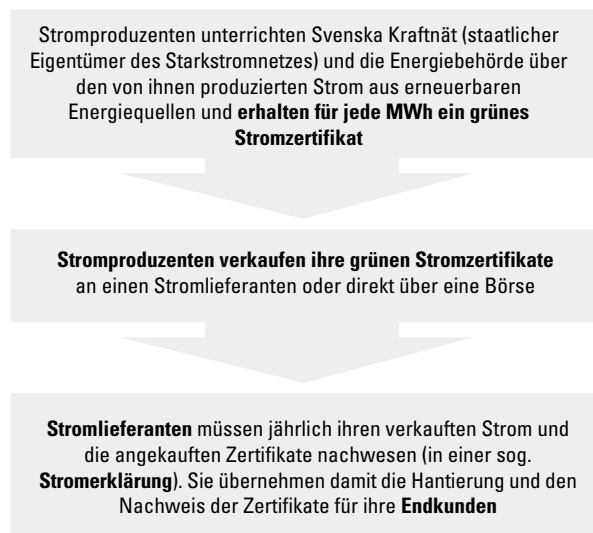 Stromproduzenten unterrichten Svenska Kraftnät (staatlicher
Eigentümer des Starkstromnetzes) und die Energiebehörde über
den von ihnen produzierten Strom aus erneuerbaren
Energiequellen und erhalten für jede MWh ein grünes
Stromzertifikat
Stromproduzenten verkaufen ihre grünen Stromzertifikate
an einen Stromlieferanten oder direkt über eine Börse
Stromlieferanten müssen jährlich ihren verkauften Strom und
die angekauften Zertifikate nachwesen (in einer sog.
Stromerklärung). Sie übernehmen damit die Hantierung und den
Nachweis der Zertifikate für ihre Endkunden